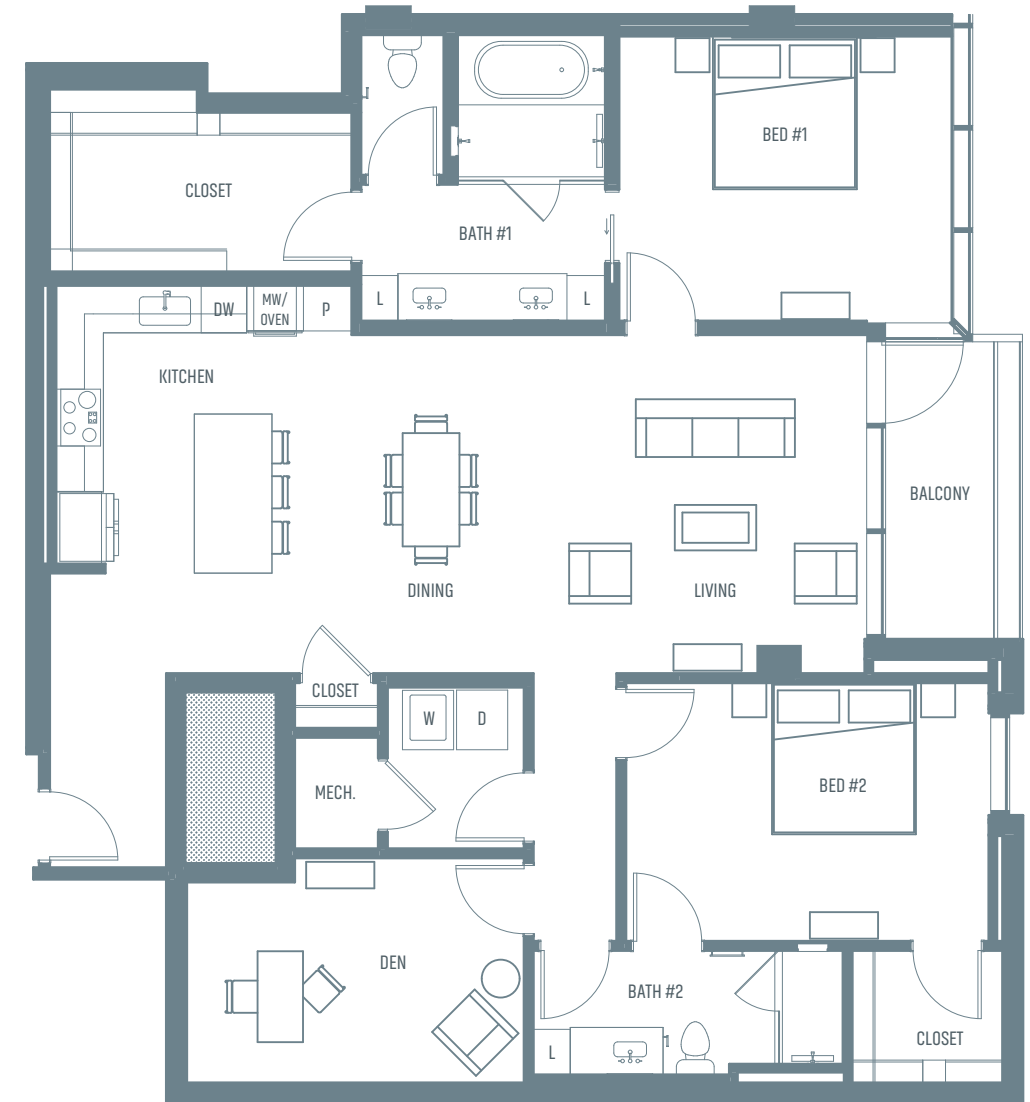 BED #1
CLOSET
BATH #1
L
L
DW
MW/
OVEN
P
KITCHEN
BALCONY
DINING
LIVING
CLOSET
W
D
MECH.
BED #2
DEN
BATH #2
L
CLOSET